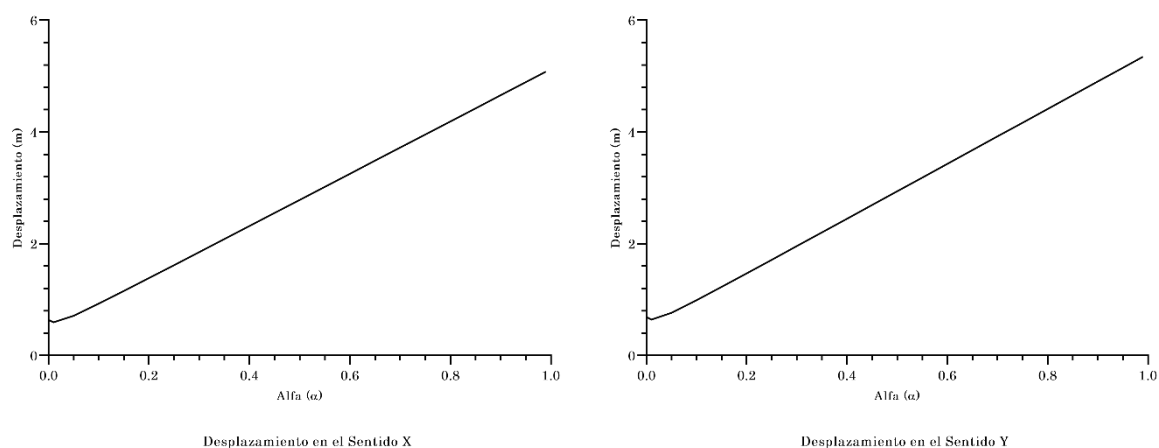 6
4
2
0
Desplazamiento (m)
0.0 0.2 0.4 0.6 0.8 1.0
Alfa (α)
Desplazamiento en el Sentido X
6
4
2
0
Desplazamiento (m)
0.0 0.2 0.4 0.6 0.8 1.0
Alfa (α)
Desplazamiento en el Sentido Y